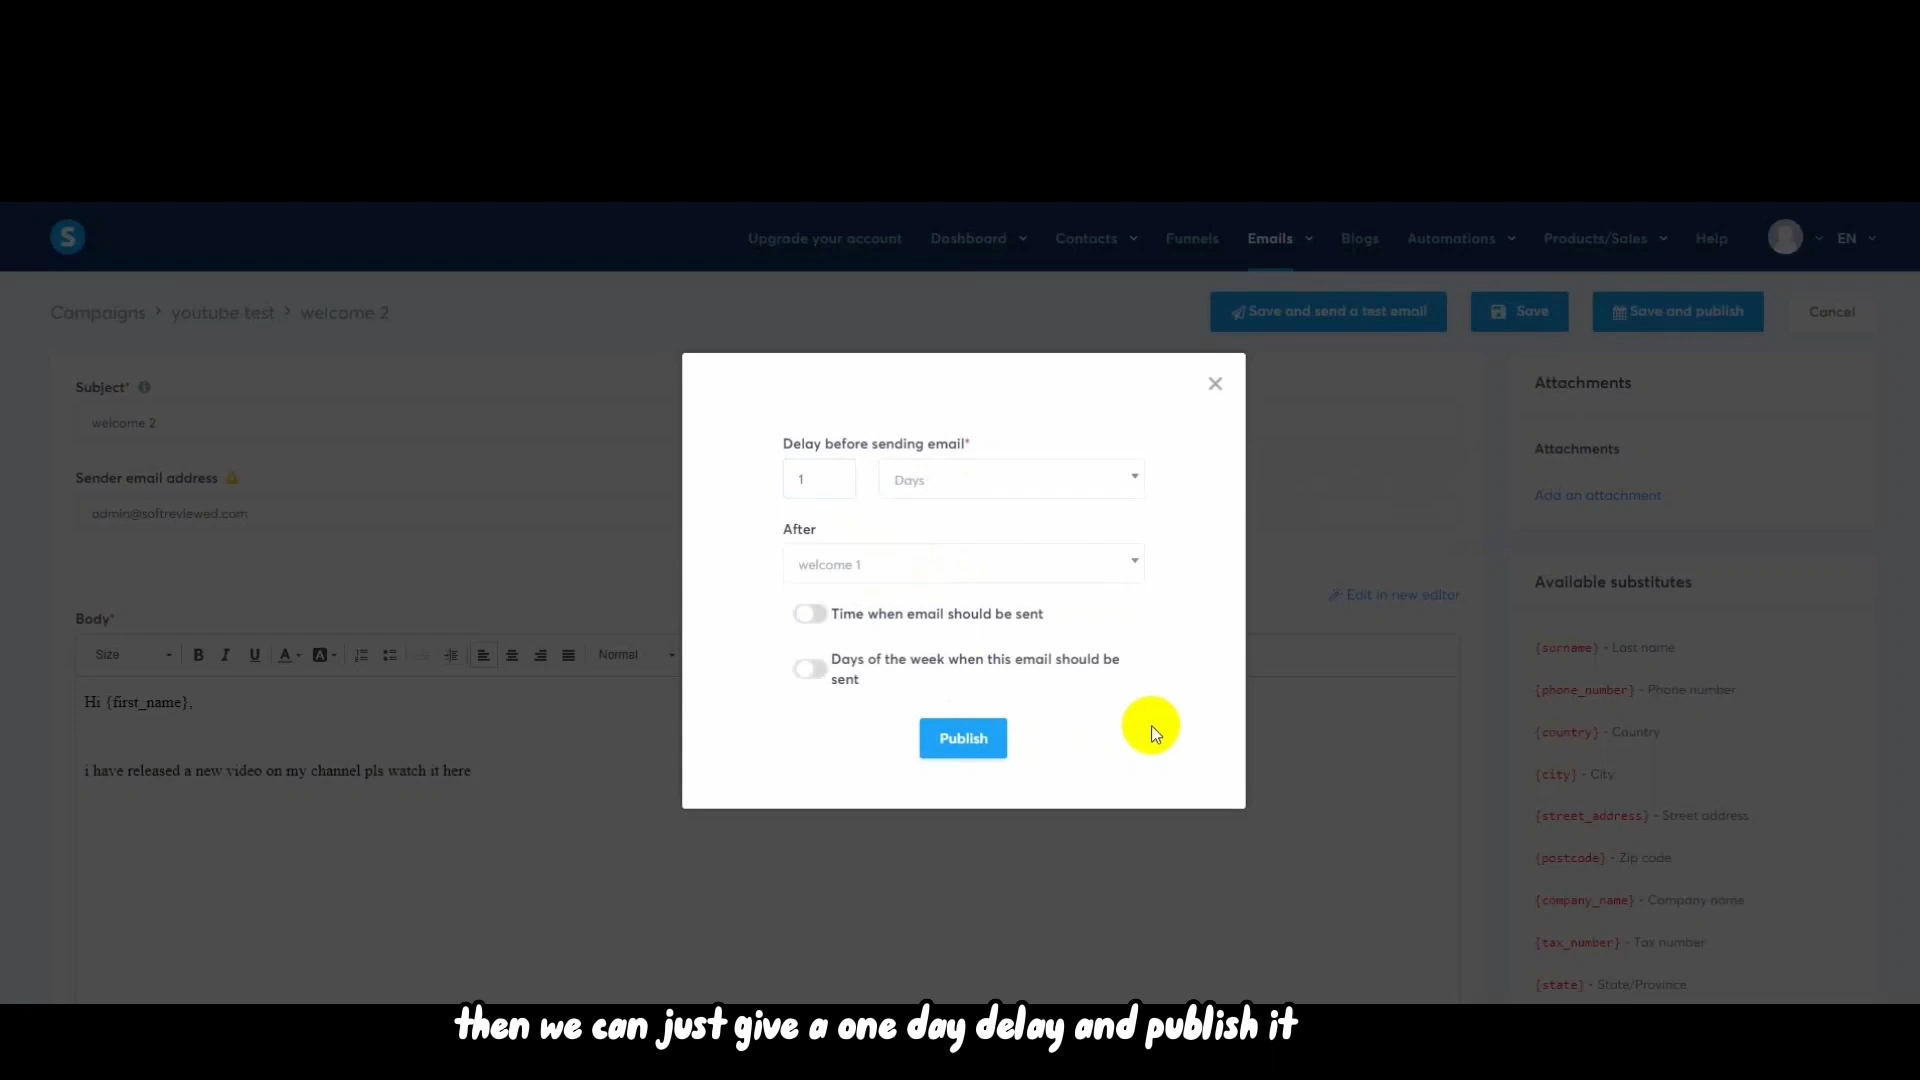 S
Upgrade your account Dashboard Contacts Funnels Emails Blogs Automations Products/Sales Help EN
Campaigns > youtube test > welcome 2
Save and send a test email Save Save and publish Cancel
Subject*
welcome 2
Sender email address
admin@softreviewed.com
Edit in new editor
Body*
Size B I U A A Normal
Hi {first_name},
i have released a new video on my channel pls watch it here
Delay before sending email*
1 Days
After
welcome 1
Time when email should be sent
Days of the week when this email should be
sent
Publish
Attachments
Attachments
Add an attachment
Available substitutes
{surname} - Last name
{phone_number} - Phone number
{country} - Country
{city} - City
{street_address} - Street address
{postcode} - Zip code
{company_name} - Company name
{tax_number} - Tax number
{state} - State/Province
then we can just give a one day delay and publish it